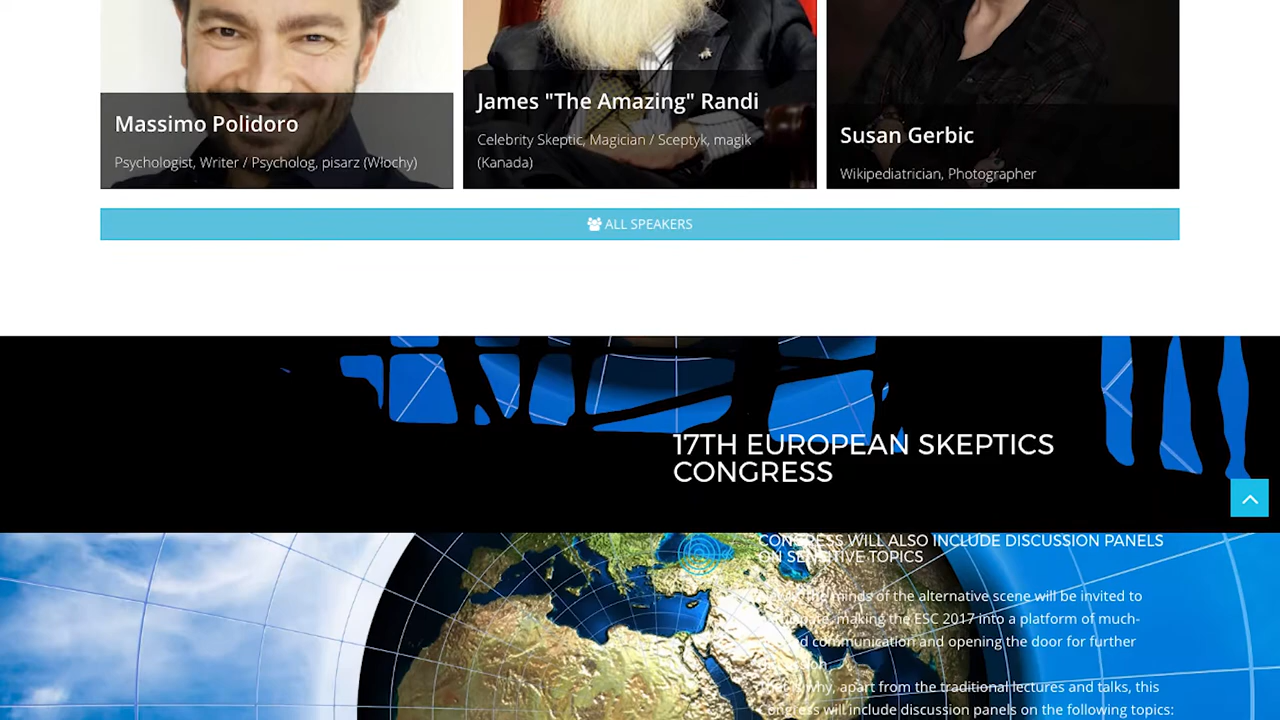 Massimo Polidoro
Psychologist, Writer / Psycholog, pisarz (Włochy)
James "The Amazing" Randi
Celebrity Skeptic, Magician / Sceptyk, magik
(Kanada)
Susan Gerbic
Wikipediatrician, Photographer
ALL SPEAKERS
17TH EUROPEAN SKEPTICS
CONGRESS
CONGRESS WILL ALSO INCLUDE DISCUSSION PANELS
ON SENSITIVE TOPICS
minds of the alternative scene will be invited to
making the ESC 2017 into a platform of much-
communication and opening the door for further
That is why, apart from the traditional lectures and talks, this
Congress will include discussion panels on the following topics: